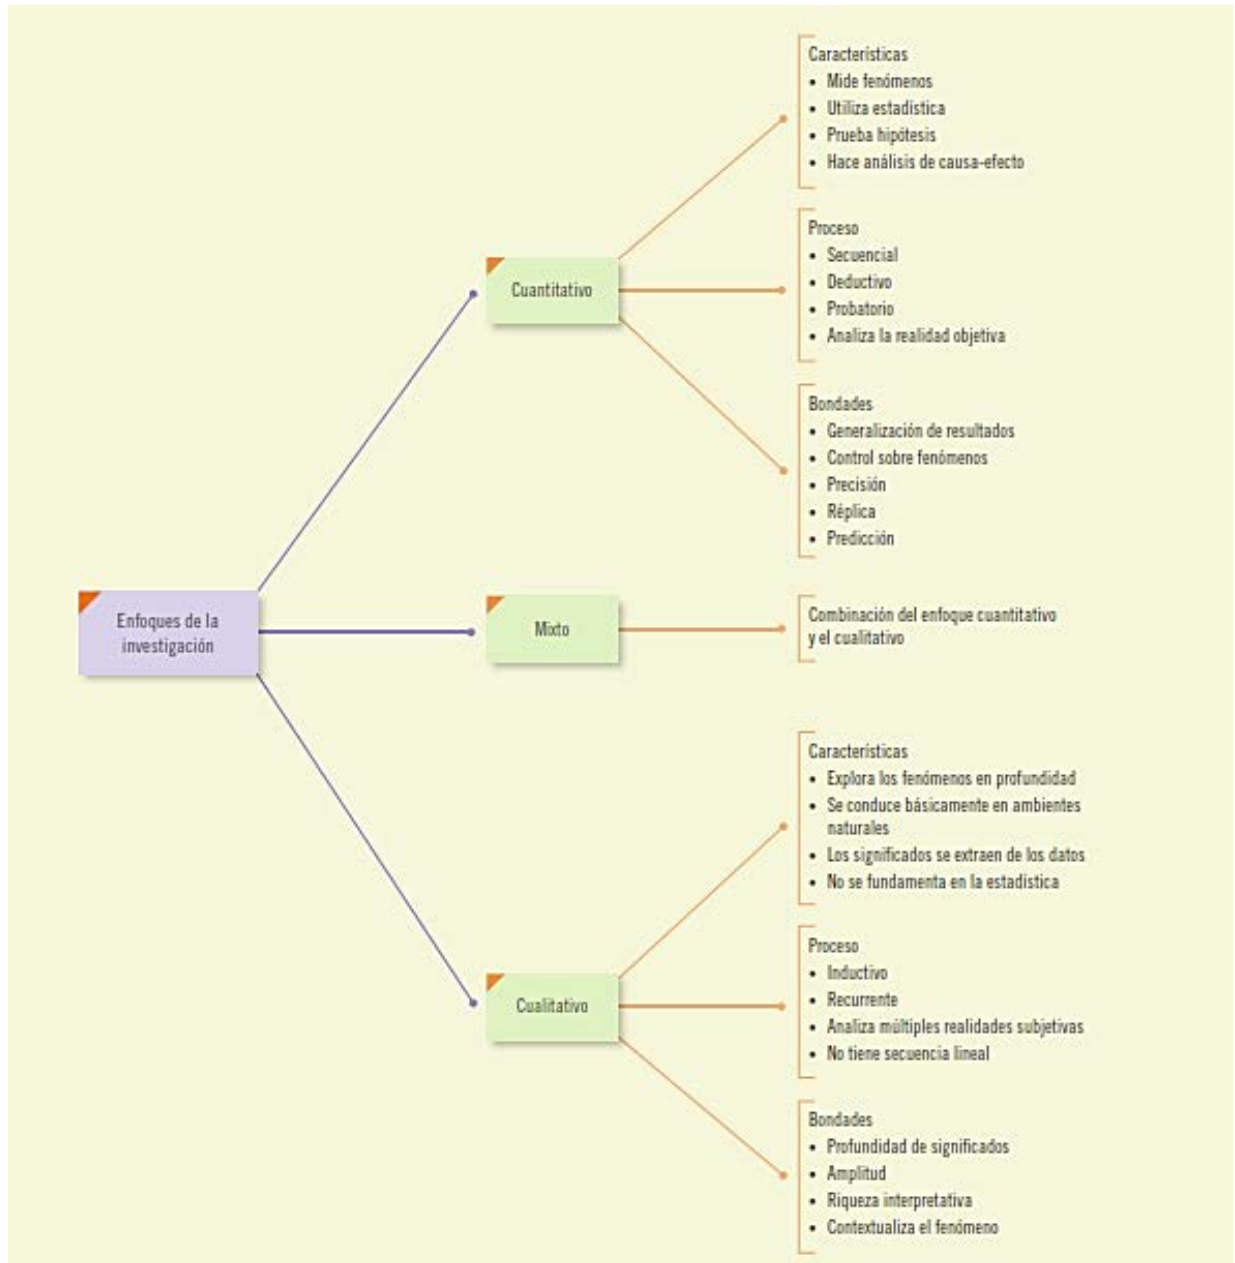 Enfoques de la
investigación
Cuantitativo
Características
• Mide fenómenos
• Utiliza estadística
• Prueba hipótesis
• Hace análisis de causa-efecto
Proceso
• Secuencial
• Deductivo
• Probatorio
• Analiza la realidad objetiva
Bondades
• Generalización de resultados
• Control sobre fenómenos
• Precisión
• Réplica
• Predicción
Mixto
Combinación del enfoque cuantitativo
y el cualitativo
Cualitativo
Características
• Explora los fenómenos en profundidad
• Se conduce básicamente en ambientes
naturales
• Los significados se extraen de los datos
• No se fundamenta en la estadística
Proceso
• Inductivo
• Recurrente
• Analiza múltiples realidades subjetivas
• No tiene secuencia lineal
Bondades
• Profundidad de significados
• Amplitud
• Riqueza interpretativa
• Contextualiza el fenómeno